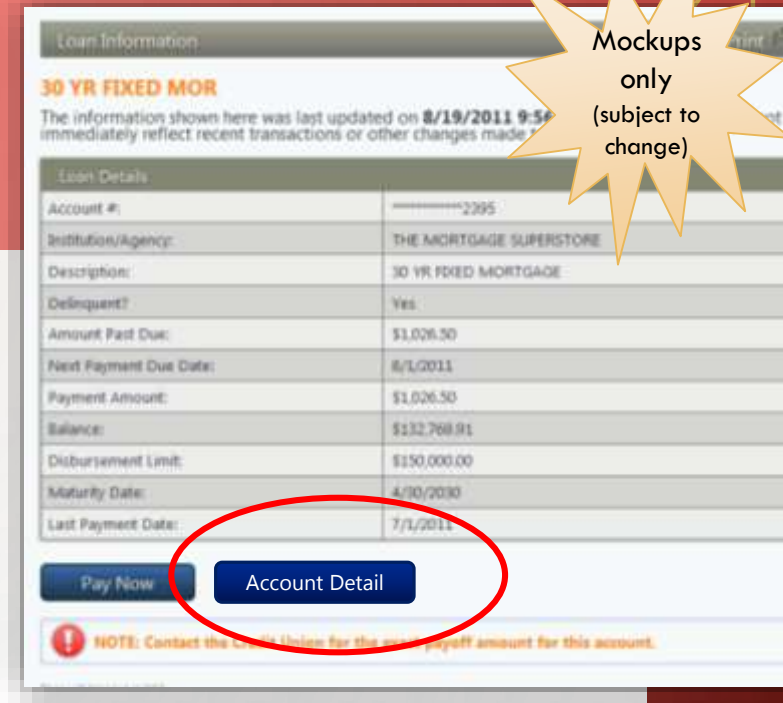 Loan Information
Print
Mockups
only
(subject to
change)
30 YR FIXED MOR
The information shown here was last updated on 8/19/2011 9:56
immediately reflect recent transactions or other changes made
Loan Details
Account #: ************2395
Institution/Agency: THE MORTGAGE SUPERSTORE
Description: 30 YR FIXED MORTGAGE
Delinquent? Yes
Amount Past Due: $1,026.50
Next Payment Due Date: 8/1/2011
Payment Amount: $1,026.50
Balance: $132,768.91
Disbursement Limit: $150,000.00
Maturity Date: 4/30/2030
Last Payment Date: 7/1/2011
Pay Now
Account Detail
NOTE: Contact the Credit Union for the exact payoff amount for this account.